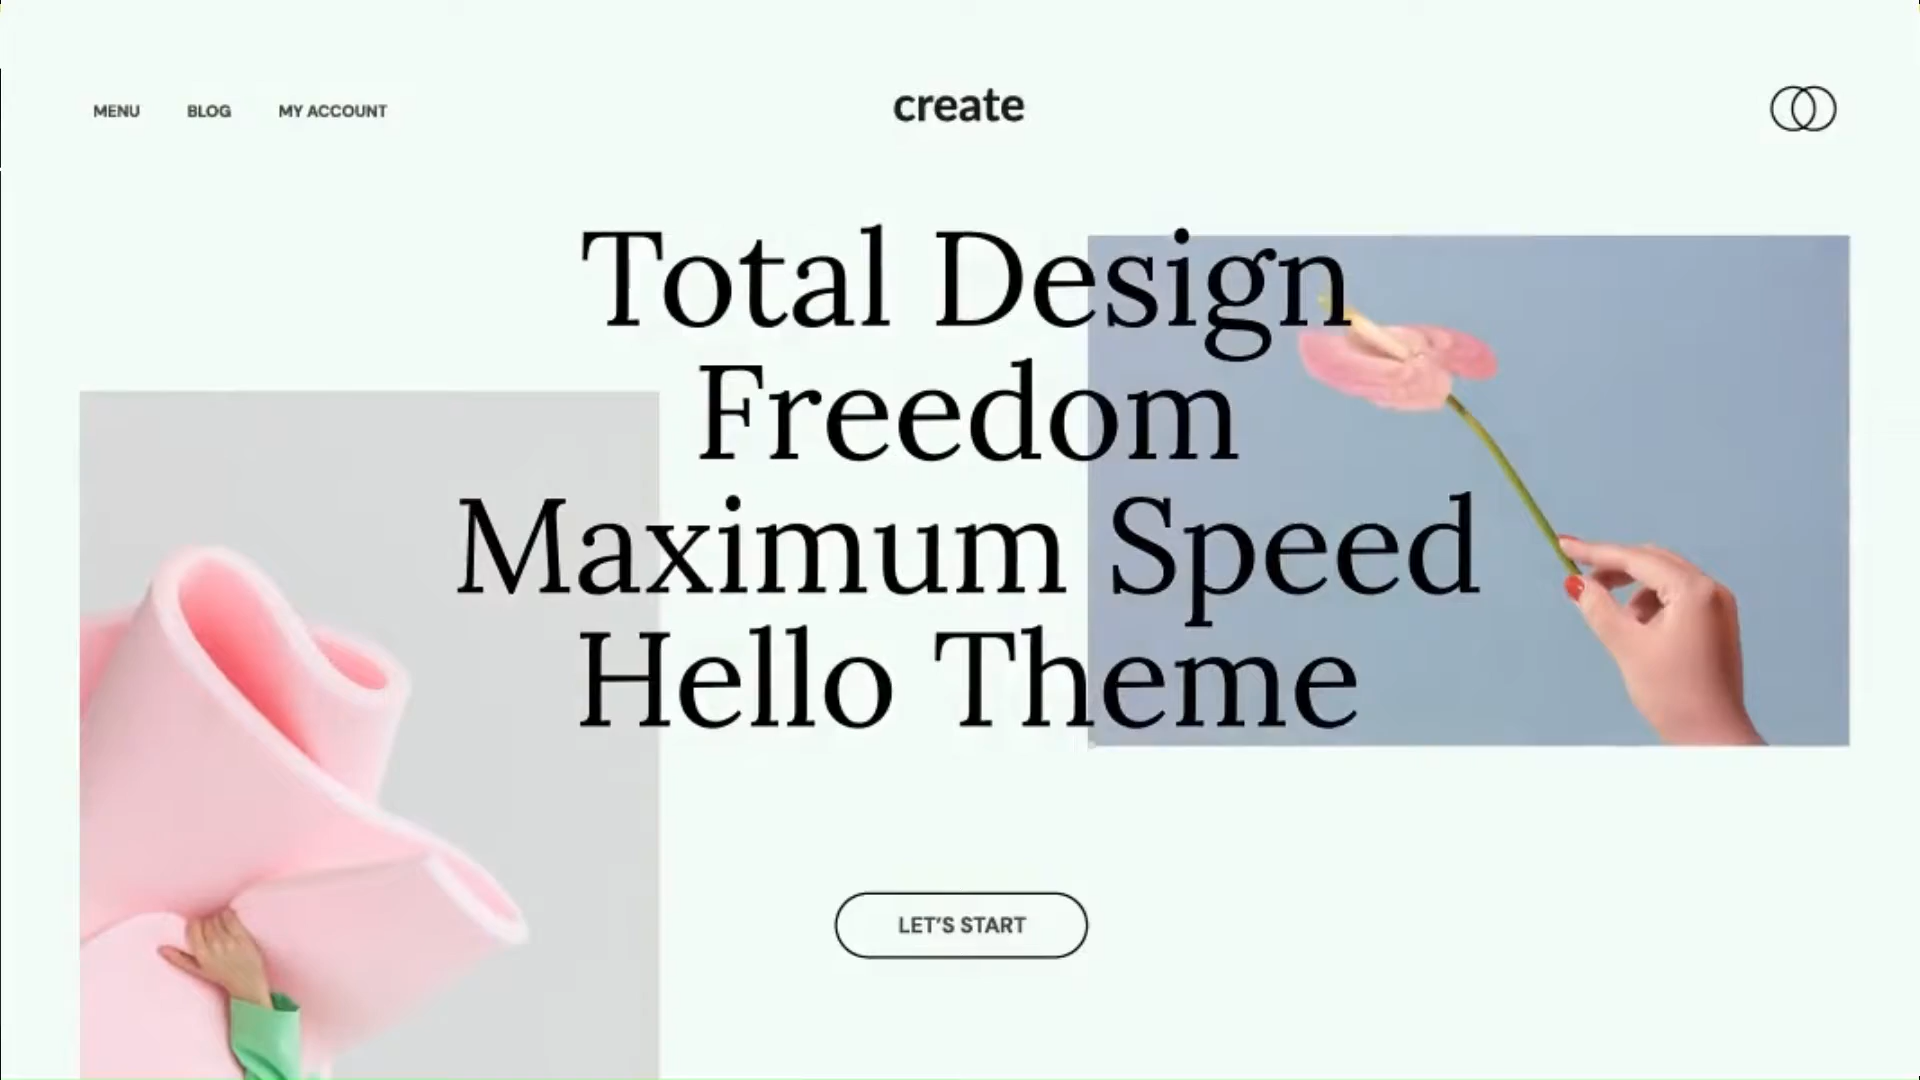 MENU BLOG MY ACCOUNT
create
Total Design
Freedom
Maximum Speed
Hello Theme
LET'S START